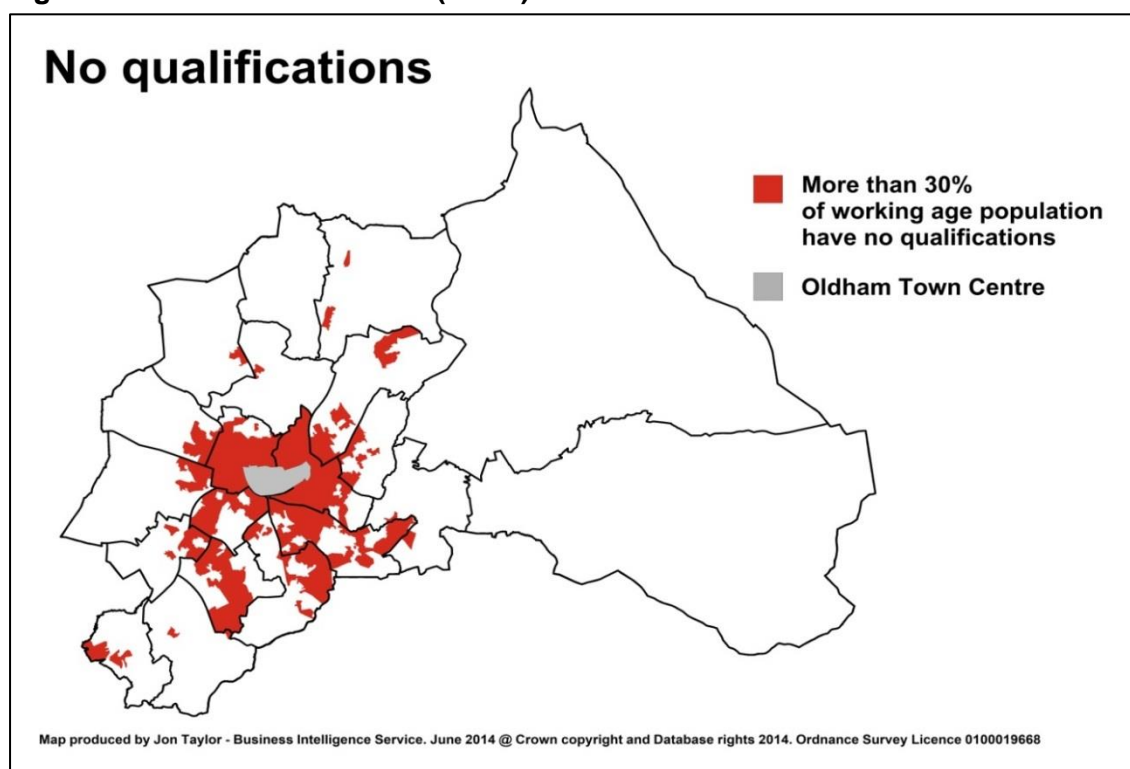 No qualifications
More than 30%
of working age population
have no qualifications
Oldham Town Centre
Map produced by Jon Taylor - Business Intelligence Service. June 2014 @ Crown copyright and Database rights 2014. Ordnance Survey Licence 0100019668